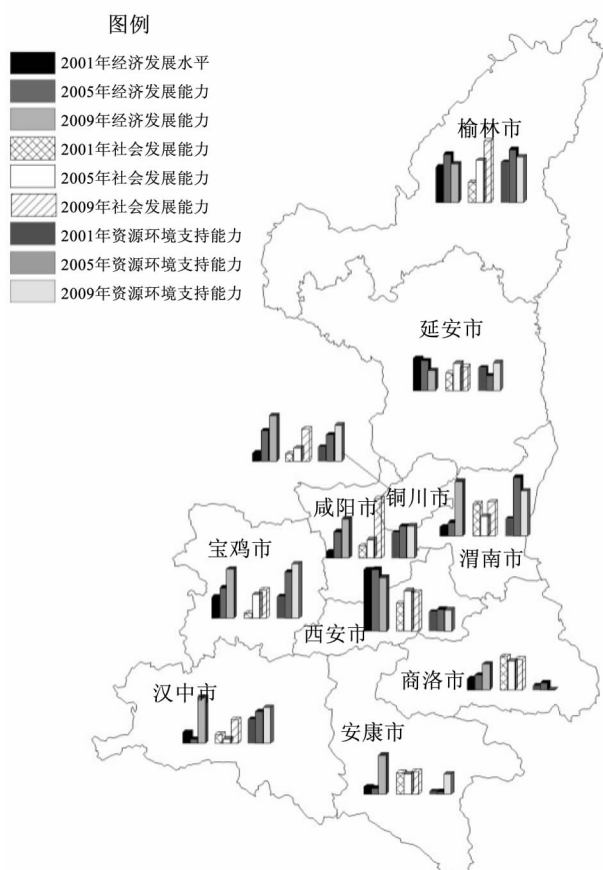 图例
2001年经济发展水平
2005年经济发展能力
2009年经济发展能力
2001年社会发展能力
2005年社会发展能力
2009年社会发展能力
2001年资源环境支持能力
2005年资源环境支持能力
2009年资源环境支持能力
榆林市
延安市
铜川市
咸阳市
宝鸡市
渭南市
西安市
商洛市
汉中市
安康市